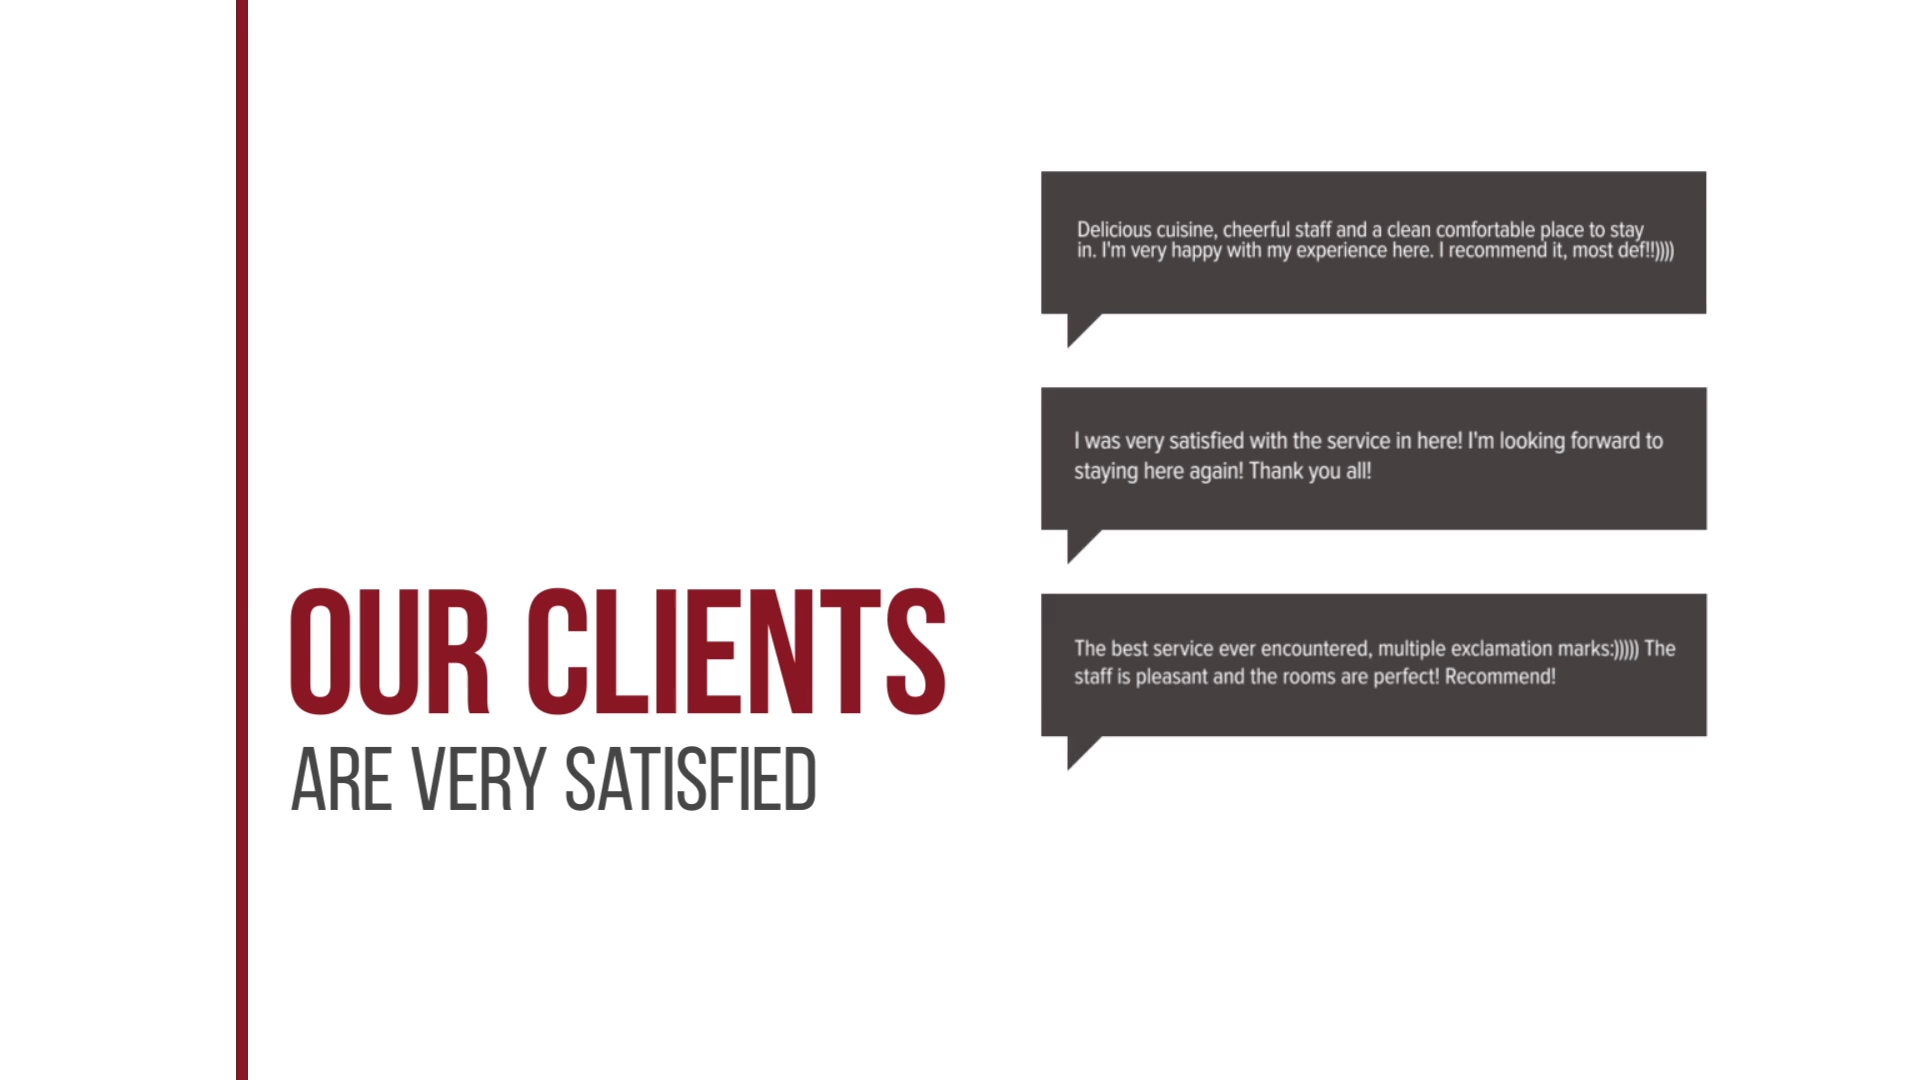 OUR CLIENTS
ARE VERY SATISFIED
Delicious cuisine, cheerful staff and a clean comfortable place to stay
in. I'm very happy with my experience here. I recommend it, most def!!))))
I was very satisfied with the service in here! I'm looking forward to
staying here again! Thank you all!
The best service ever encountered, multiple exclamation marks:))))) The
staff is pleasant and the rooms are perfect! Recommend!